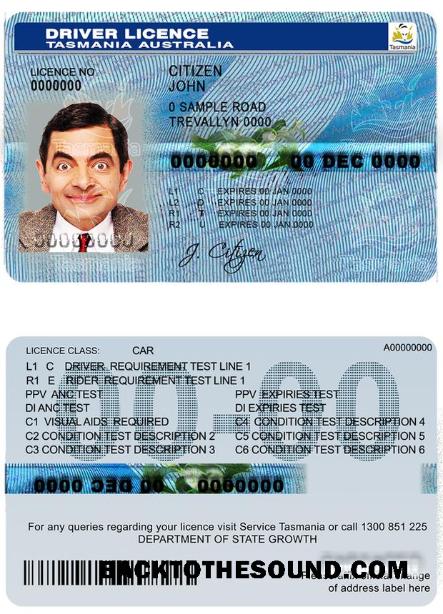 DRIVER LICENCE
TASMANIA AUSTRALIA
Tasmania
LICENCE NO.
0000000
CITIZEN
JOHN
0 SAMPLE ROAD
TREVALLYN 0000
0000000 00 DEC 0000
L1 C EXPIRES 00 JAN 0000
L2 D EXPIRES 00 JAN 0000
R1 T EXPIRES 00 JAN 0000
R2 U EXPIRES 00 JAN 0000
00000000
J. Citizen
A00000000
LICENCE CLASS: CAR
L1 C DRIVER REQUIREMENT TEST LINE 1
R1 E RIDER REQUIREMENT TEST LINE 1
PPV ANC TEST PPV EXPIRIES TEST
DI ANC TEST DI EXPIRIES TEST
C1 VISUAL AIDS REQUIRED C4 CONDITION TEST DESCRIPTION 4
C2 CONDITION TEST DESCRIPTION 2 C5 CONDITION TEST DESCRIPTION 5
C3 CONDITION TEST DESCRIPTION 3 C6 CONDITION TEST DESCRIPTION 6
00-00
0000000 00 DEC 0000
For any queries regarding your licence visit Service Tasmania or call 1300 851 225
DEPARTMENT OF STATE GROWTH
BACKTOTHESOUND.COM
change
of address label here